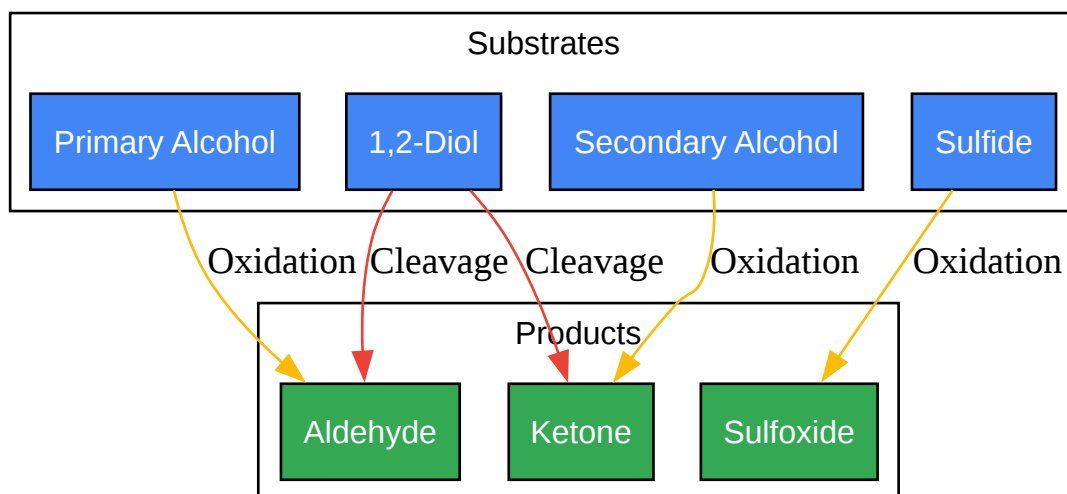 Substrates
Primary Alcohol
1,2-Diol
Secondary Alcohol
Sulfide
Oxidation
Cleavage
Cleavage
Oxidation
Oxidation
Products
Aldehyde
Ketone
Sulfoxide